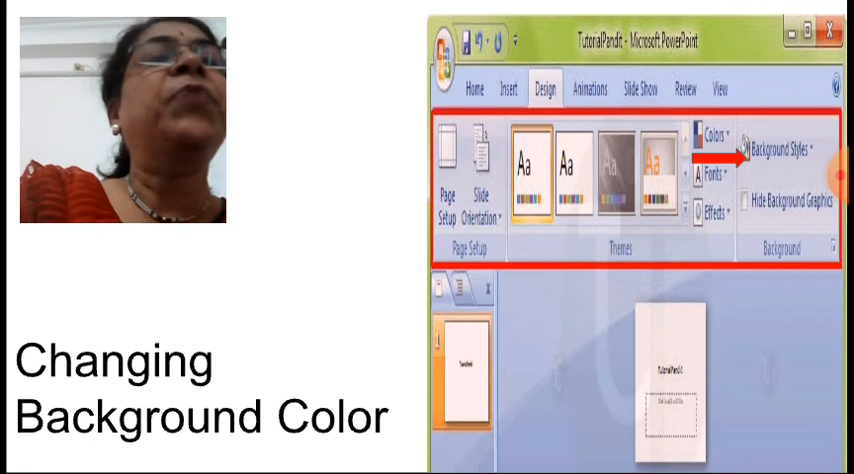 TutorialPandit - Microsoft PowerPoint
Home Insert Design Animations Slide Show Review View
Page Setup
Slide Orientation
Aa Aa Aa Aa
Colors
Fonts
Effects
Background Styles
Hide Background Graphics
Page Setup
Themes
Background
1
TutorialPandit
Changing
Background Color